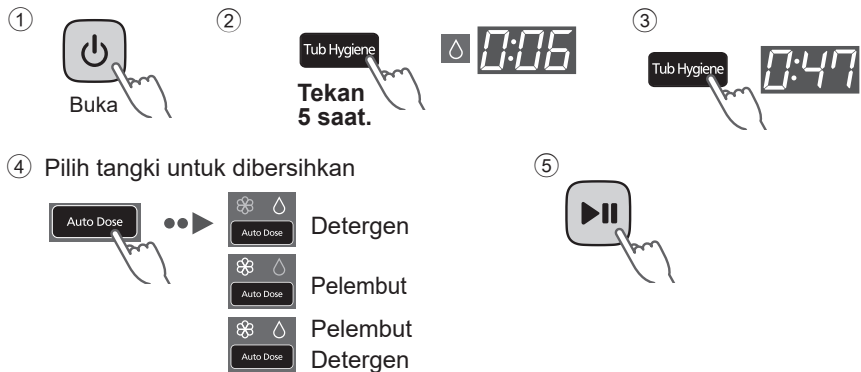 ①
Buka
②
Tub Hygiene
Tekan
5 saat.
0:06
③
Tub Hygiene
0:47
④ Pilih tangki untuk dibersihkan
Auto Dose
Auto Dose
Detergen
Auto Dose
Pelembut
Auto Dose
Pelembut
Detergen
⑤